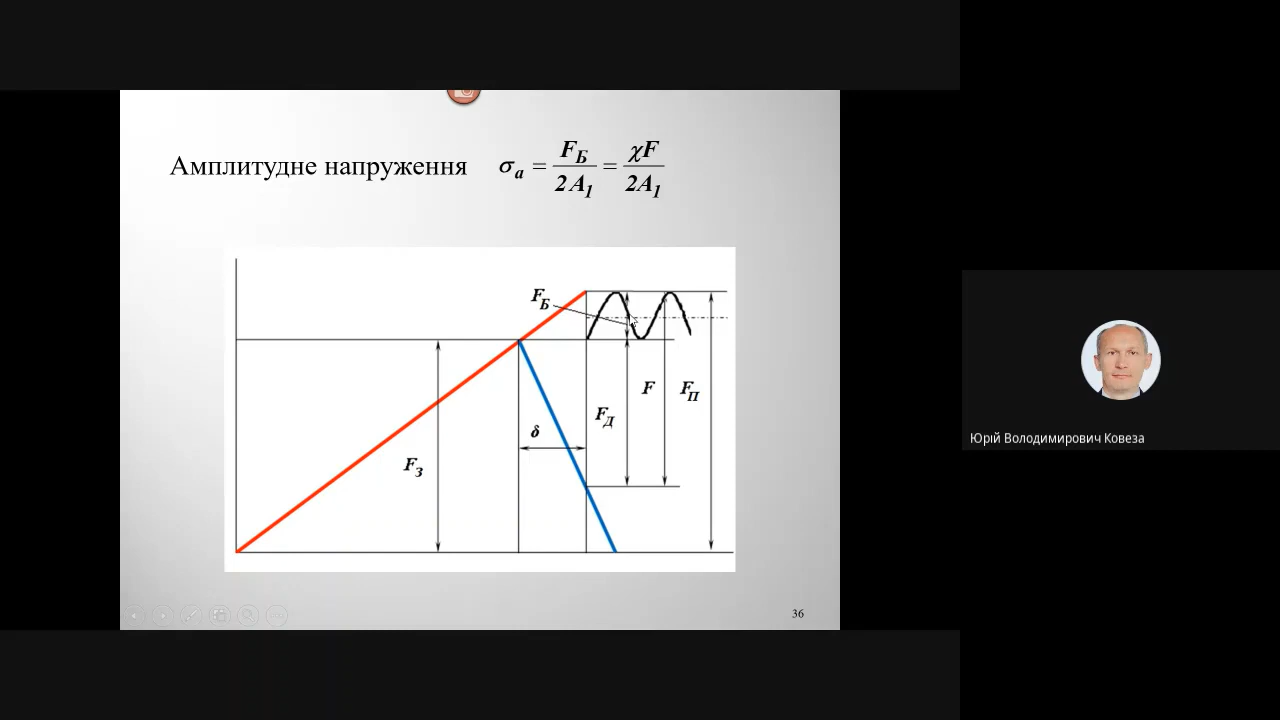 Амплитудне напруження σa = FБ / 2A1 = χF / 2A1
FБ
F
FП
FД
δ
FЗ
Юрій Володимирович Ковеза
36